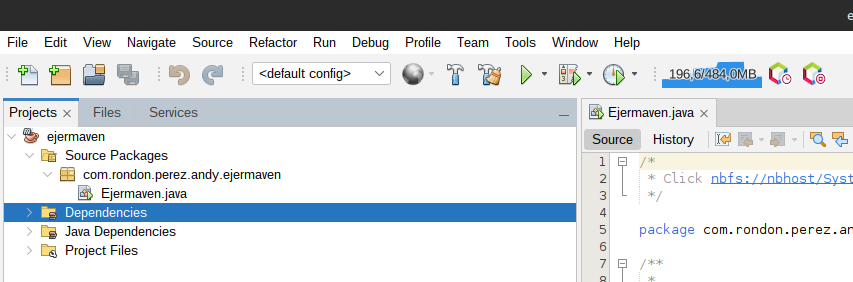 e
File Edit View Navigate Source Refactor Run Debug Profile Team Tools Window Help
<default config> 196,6/484,0MB
Projects Files Services
Ejermaven.java
ejermaven
Source Packages
com.rondon.perez.andy.ejermaven
Ejermaven.java
Dependencies
Java Dependencies
Project Files
Source History
1 /*
2 * Click nbfs://nbhost/Syst
3 */
4
5 package com.rondon.perez.an
6
7 /**
8 *